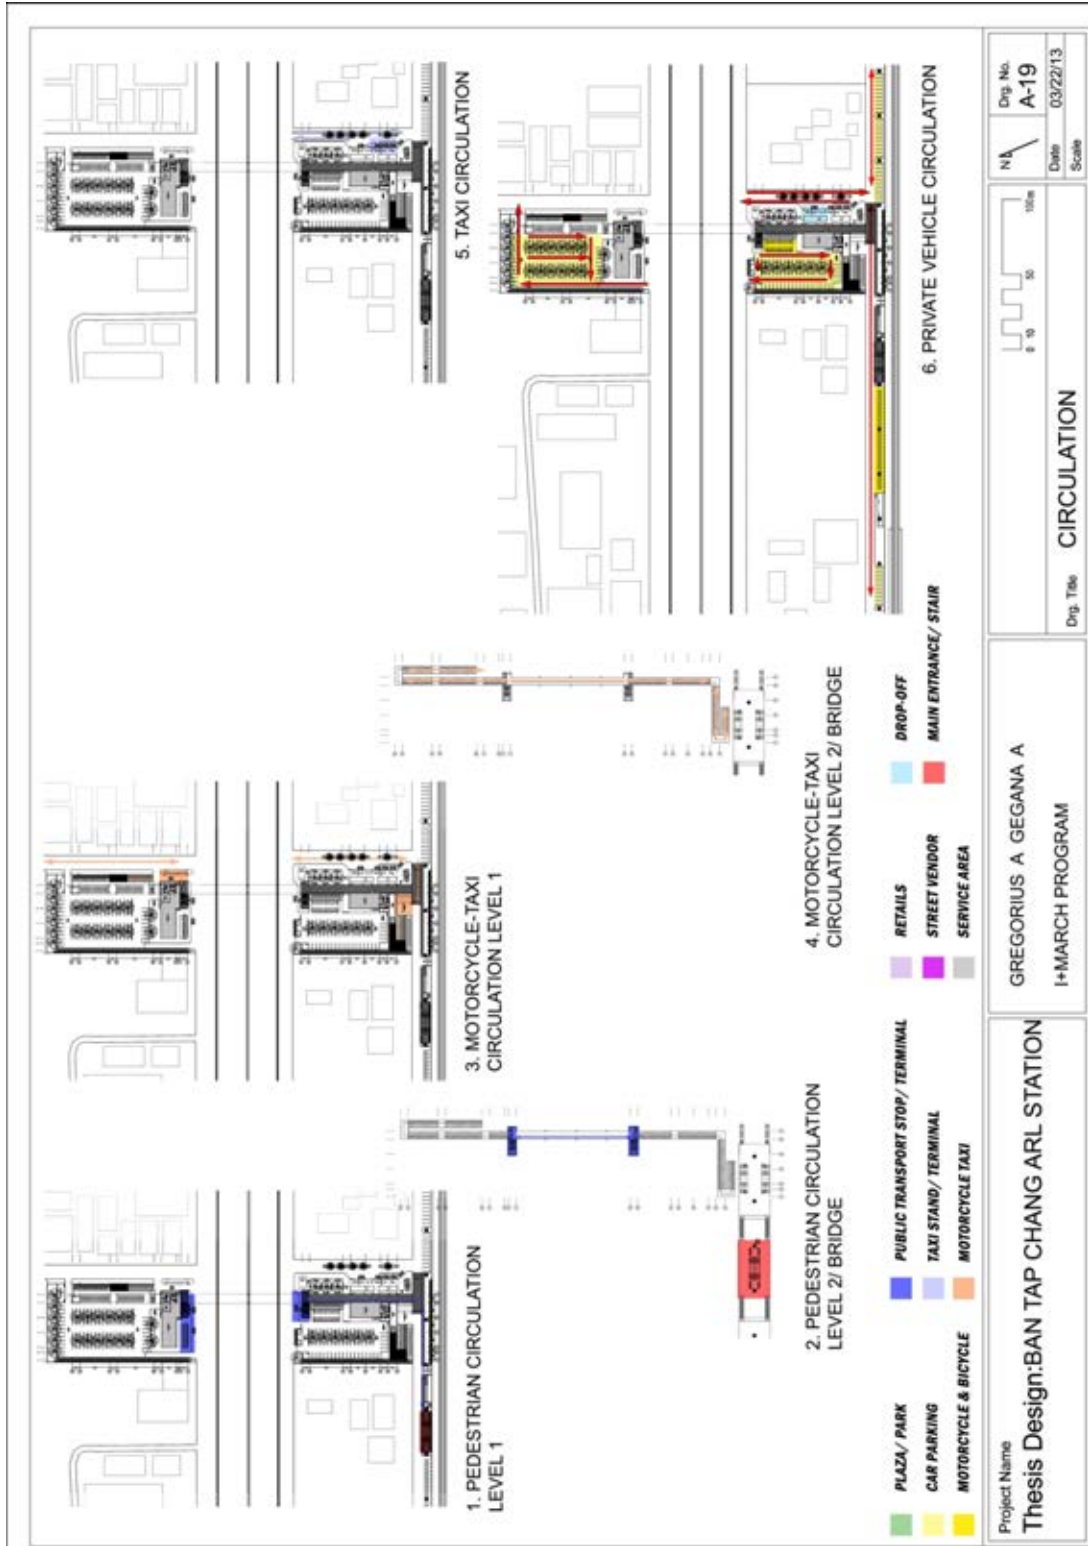 1. PEDESTRIAN CIRCULATION
LEVEL 1
2. PEDESTRIAN CIRCULATION
LEVEL 2/ BRIDGE
3. MOTORCYCLE-TAXI
CIRCULATION LEVEL 1
4. MOTORCYCLE-TAXI
CIRCULATION LEVEL 2/ BRIDGE
5. TAXI CIRCULATION
6. PRIVATE VEHICLE CIRCULATION
PLAZA/ PARK
CAR PARKING
MOTORCYCLE & BICYCLE
PUBLIC TRANSPORT STOP/ TERMINAL
TAXI STAND/ TERMINAL
MOTORCYCLE TAXI
RETAILS
STREET VENDOR
SERVICE AREA
DROP-OFF
MAIN ENTRANCE/ STAIR
Project Name
Thesis Design:BAN TAP CHANG ARL STATION
GREGORIUS A GEGANA A
I+MARCH PROGRAM
0 10 50 100m
Drg. Title CIRCULATION
N
Drg. No.
A-19
Date 03/22/13
Scale